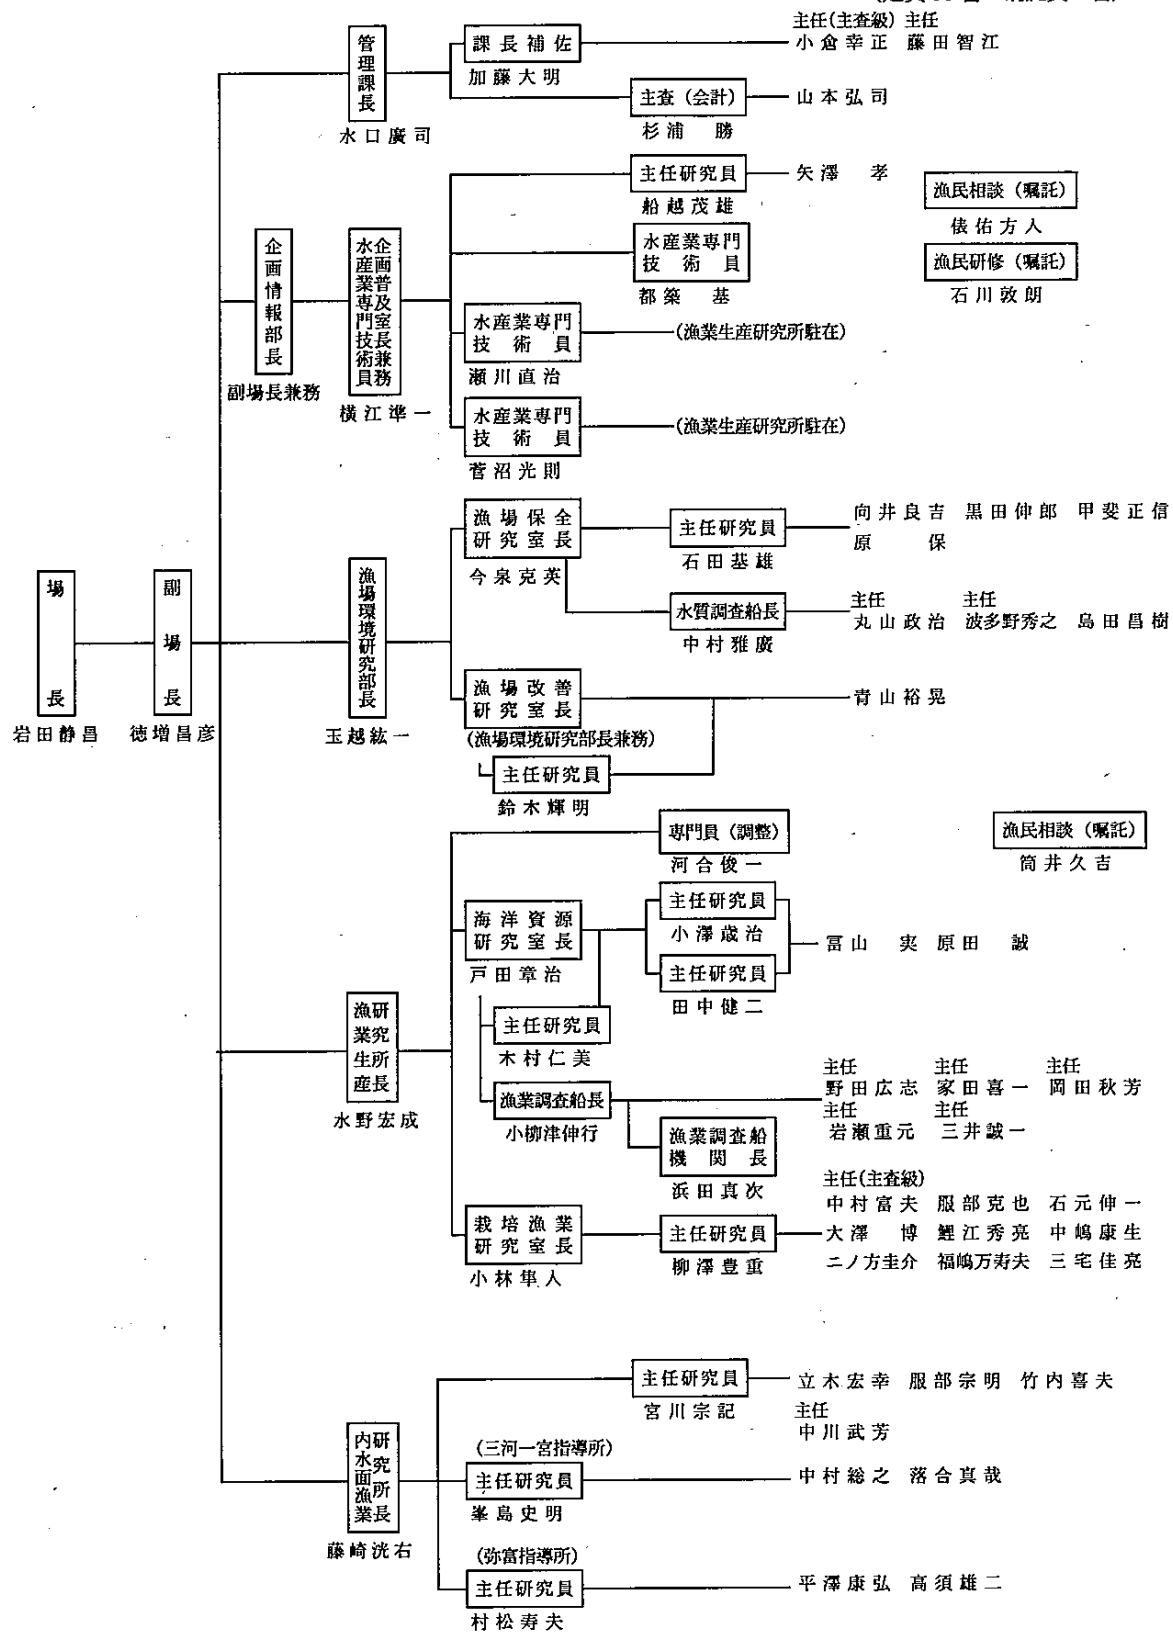 主任(主査級) 主任
課長補佐 小倉幸正 藤田智江
管理課長
加藤大明
主査(会計) 山本弘司
水口廣司
杉浦 勝
主任研究員 矢澤 孝
船越茂雄
漁民相談(嘱託)
俵佑方人
水産業専門
技術員
都築 基
漁民研修(嘱託)
石川敦朗
企画情報部長
副場長兼務
企画普及室長兼務
水産業専門技術員
横江準一
水産業専門
技術員 (漁業生産研究所駐在)
瀬川直治
水産業専門
技術員 (漁業生産研究所駐在)
菅沼光則
漁場保全
研究室長
今泉克英
主任研究員 向井良吉 黒田伸郎 甲斐正信
原 保
石田基雄
場長
岩田静昌
副場長
徳増昌彦
漁場環境研究部長
玉越紘一
主任 主任
水質調査船長 丸山政治 波多野秀之 島田昌樹
中村雅廣
漁場改善
研究室長 青山裕晃
(漁場環境研究部長兼務)
主任研究員
鈴木輝明
専門員(調整)
河合俊一
漁民相談(嘱託)
筒井久吉
海洋資源
研究室長
戸田章治
主任研究員
小澤歳治
冨山 実 原田 誠
主任研究員
田中健二
主任研究員
木村仁美
漁業生産
研究所長
水野宏成
漁業調査船長
小柳津伸行
主任 主任 主任
野田広志 家田喜一 岡田秋芳
主任 主任
岩瀬重元 三井誠一
漁業調査船
機関長
浜田真次
主任(主査級)
栽培漁業
研究室長
小林隼人
主任研究員
柳澤豊重
中村富夫 服部克也 石元伸一
大澤 博 鯉江秀亮 中嶋康生
二ノ方圭介 福嶋万寿夫 三宅佳亮
主任研究員 立木宏幸 服部宗明 竹内喜夫
宮川宗記
主任
中川武芳
内水面漁業
研究所長
藤崎洸右
(三河一宮指導所)
主任研究員 中村総之 落合真哉
峯島史明
(弥富指導所)
主任研究員 平澤康弘 高須雄二
村松寿夫